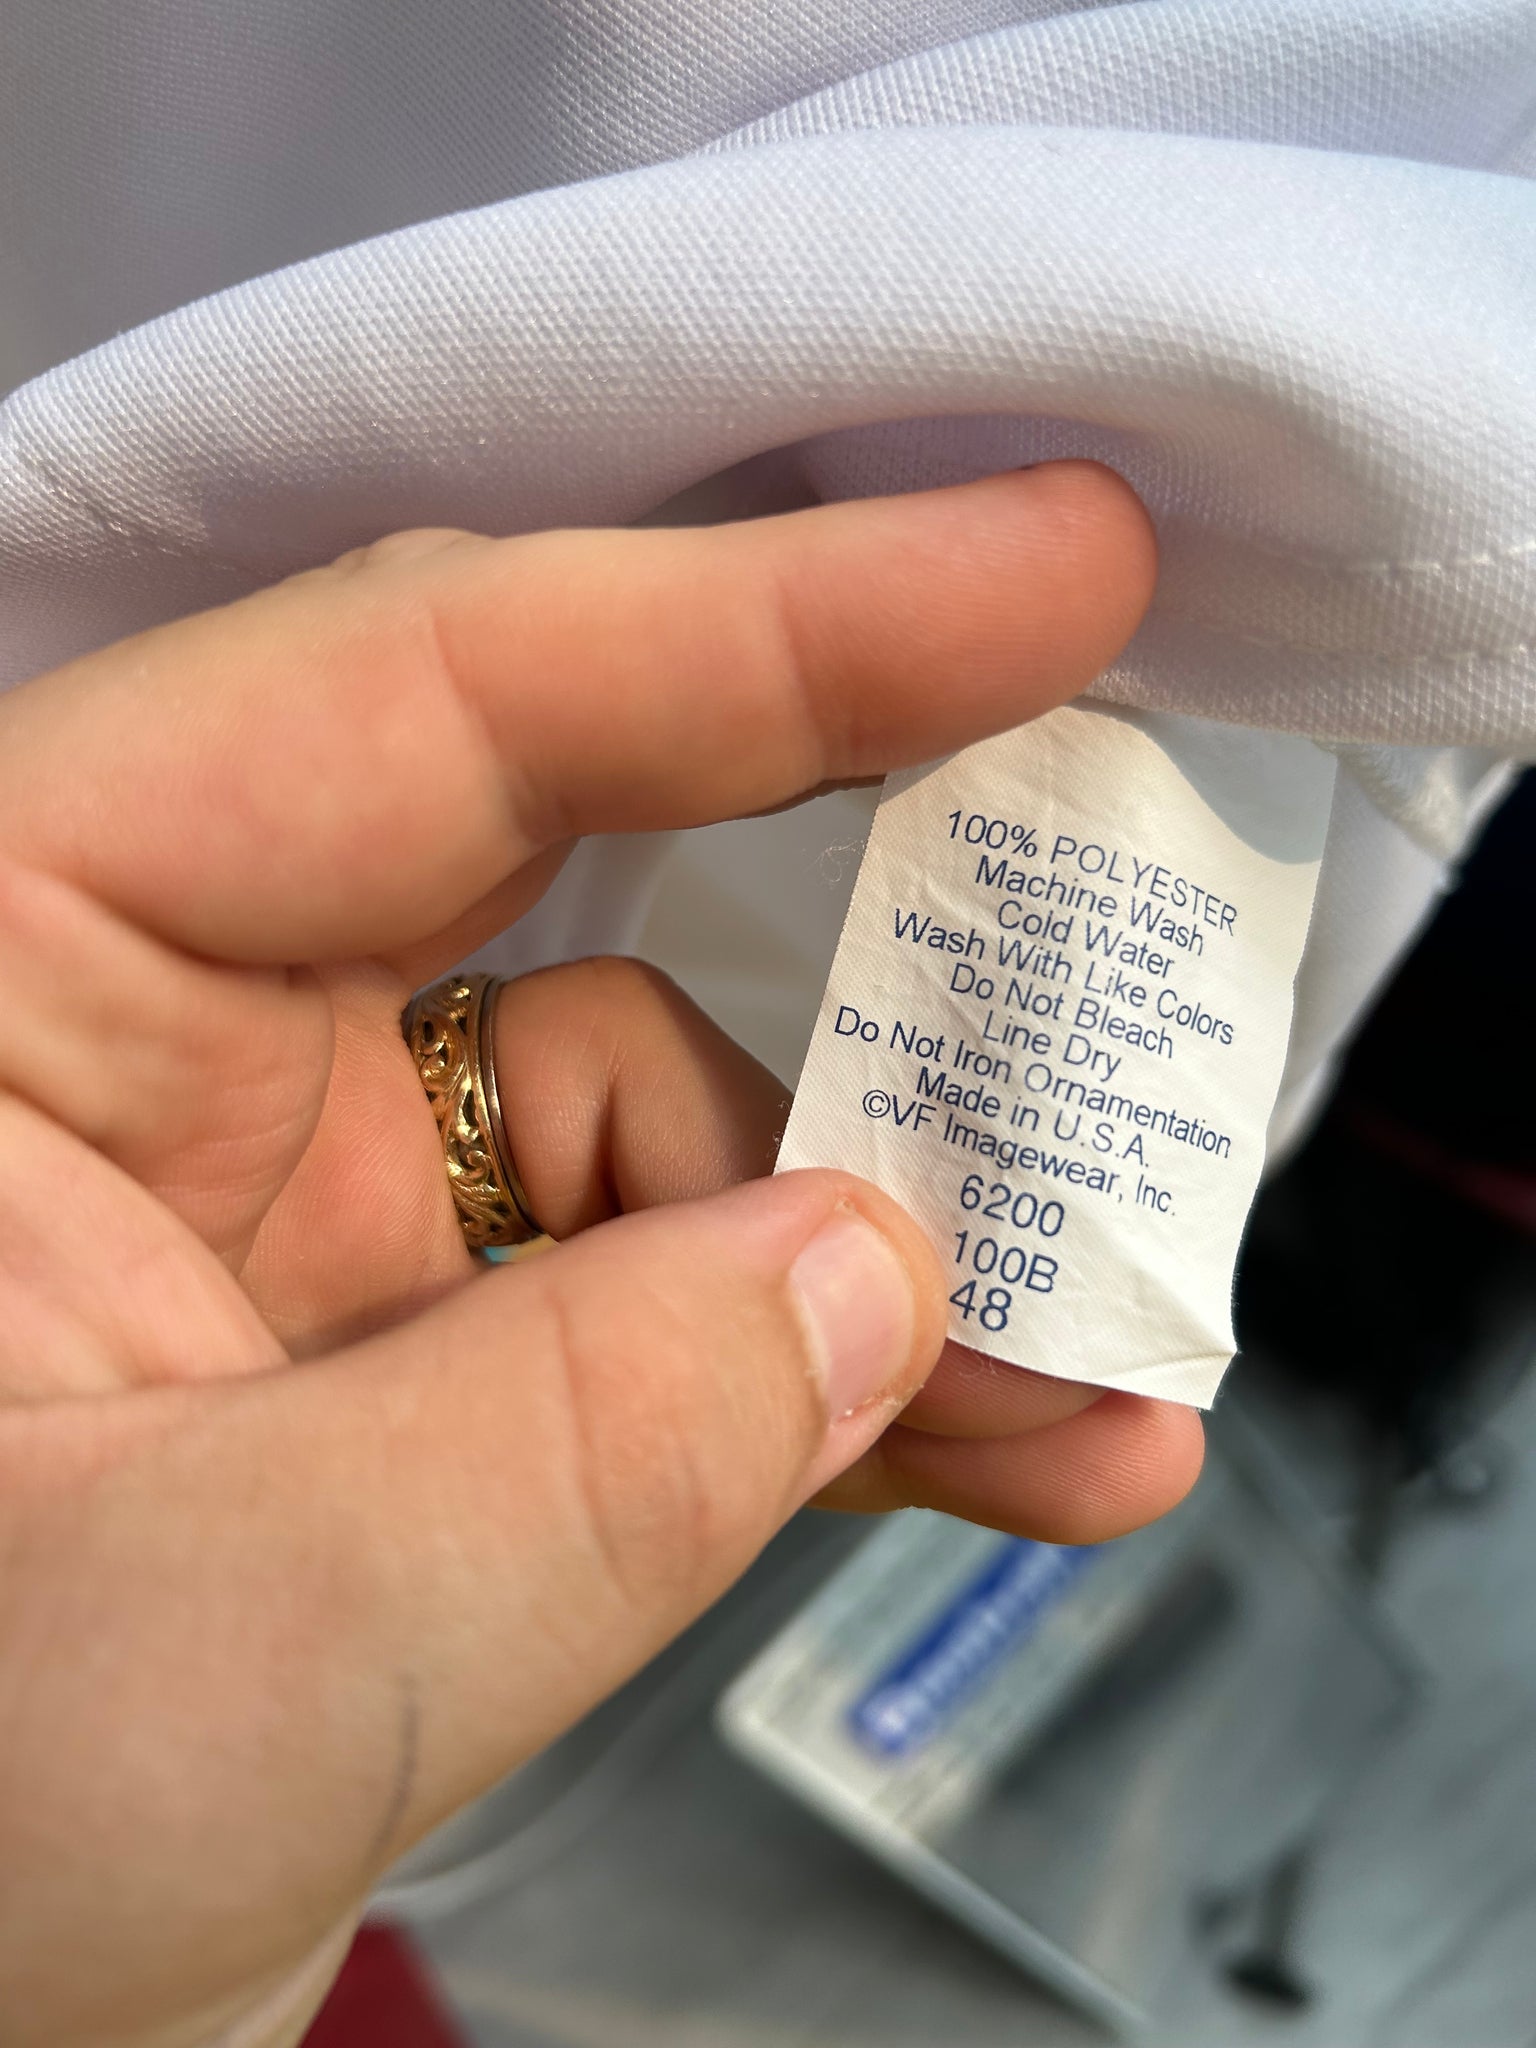 100% POLYESTER
Machine Wash
Cold Water
Wash With Like Colors
Do Not Bleach
Line Dry
Do Not Iron Ornamentation
Made in U.S.A.
©VF Imagewear, Inc.
6200
100B
48